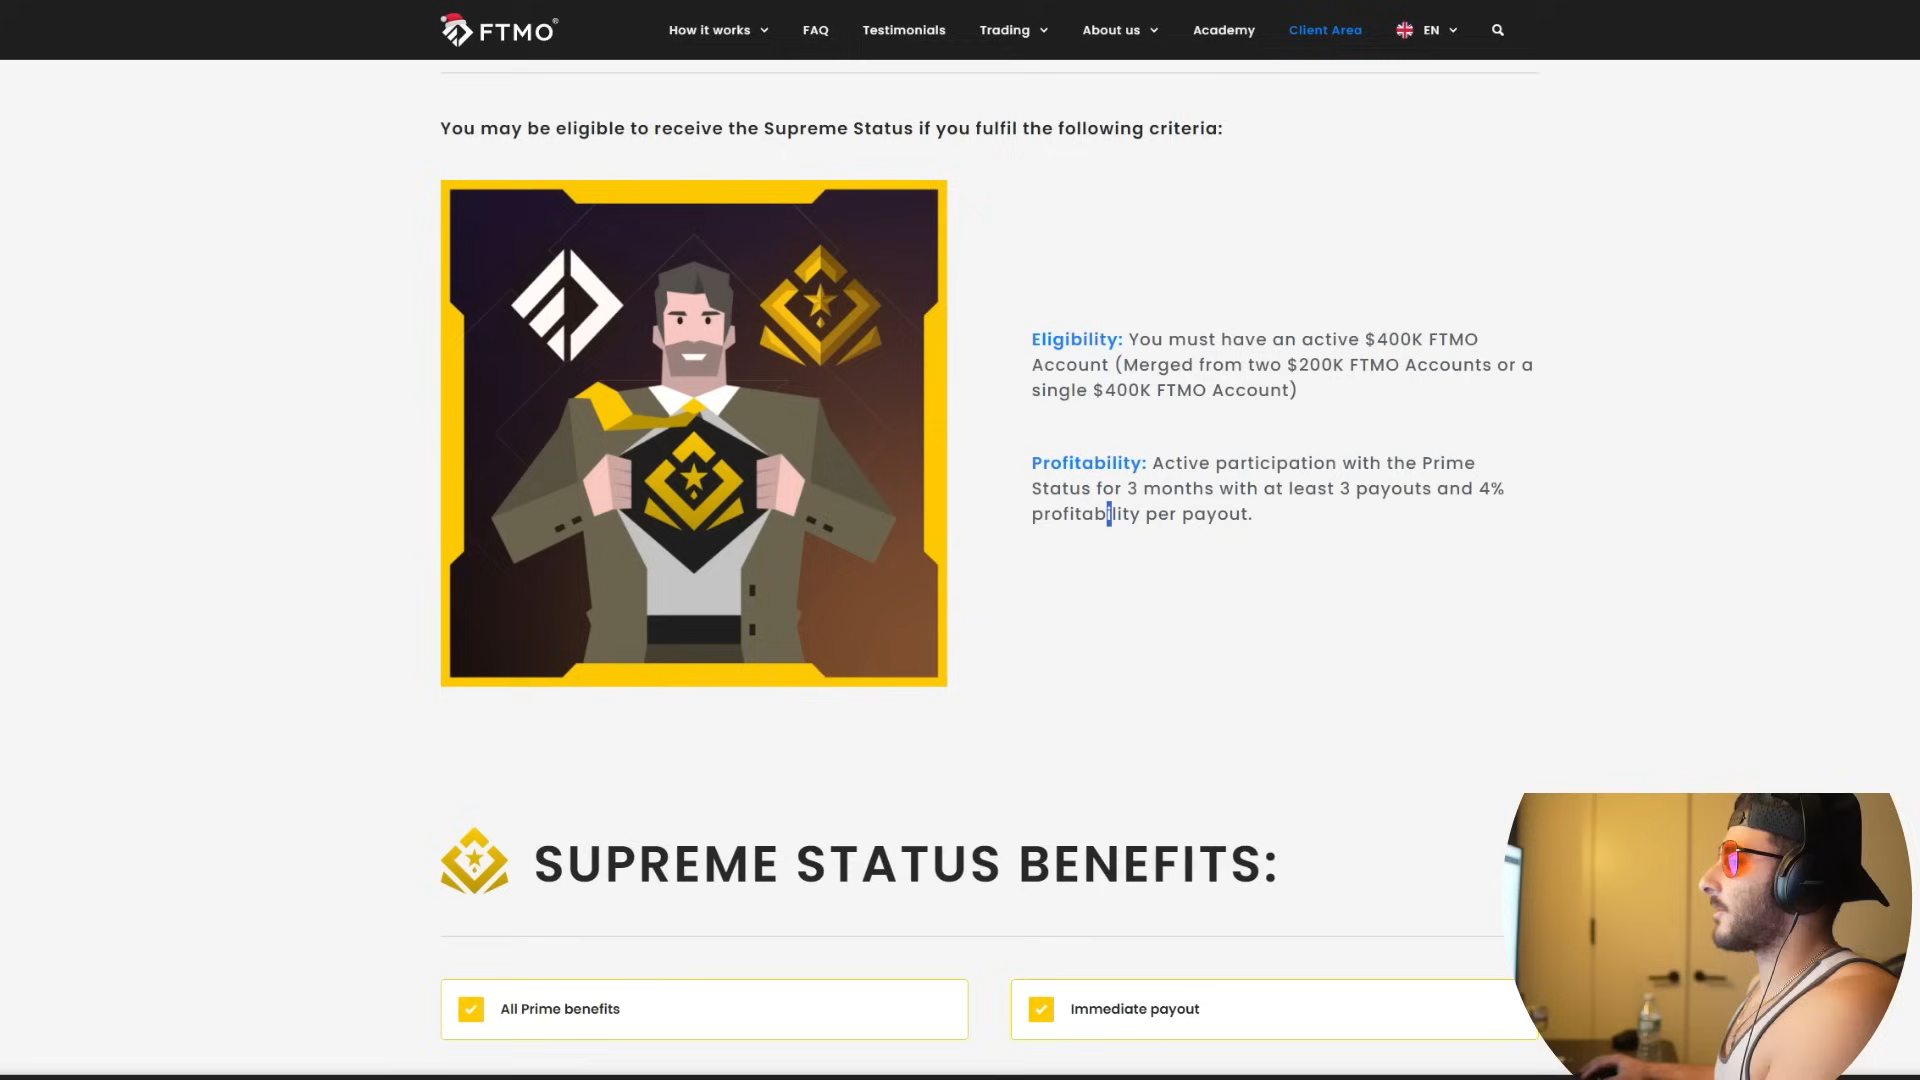 FTMO®
How it works
FAQ
Testimonials
Trading
About us
Academy
Client Area
EN
You may be eligible to receive the Supreme Status if you fulfil the following criteria:
Eligibility: You must have an active $400K FTMO
Account (Merged from two $200K FTMO Accounts or a
single $400K FTMO Account)
Profitability: Active participation with the Prime
Status for 3 months with at least 3 payouts and 4%
profitability per payout.
SUPREME STATUS BENEFITS:
All Prime benefits
Immediate payout